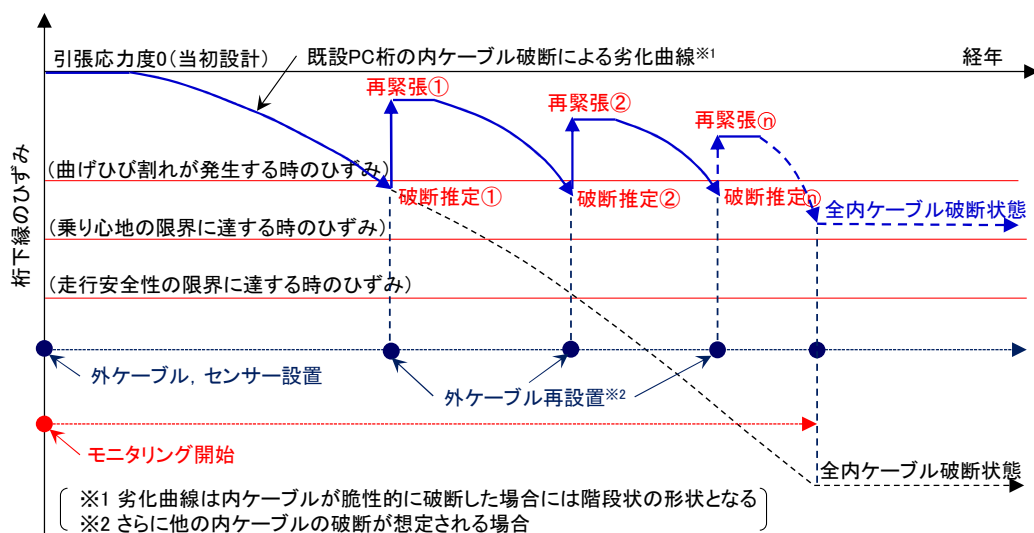 引張応力度0(当初設計)
既設PC桁の内ケーブル破断による劣化曲線※1
経年
再緊張①
再緊張②
再緊張ⓝ
(曲げひび割れが発生する時のひずみ)
破断推定①
破断推定②
破断推定ⓝ
全内ケーブル破断状態
(乗り心地の限界に達する時のひずみ)
桁下縁のひずみ
(走行安全性の限界に達する時のひずみ)
外ケーブル，センサー設置
外ケーブル再設置※2
モニタリング開始
全内ケーブル破断状態
※1 劣化曲線は内ケーブルが脆性的に破断した場合には階段状の形状となる
※2 さらに他の内ケーブルの破断が想定される場合